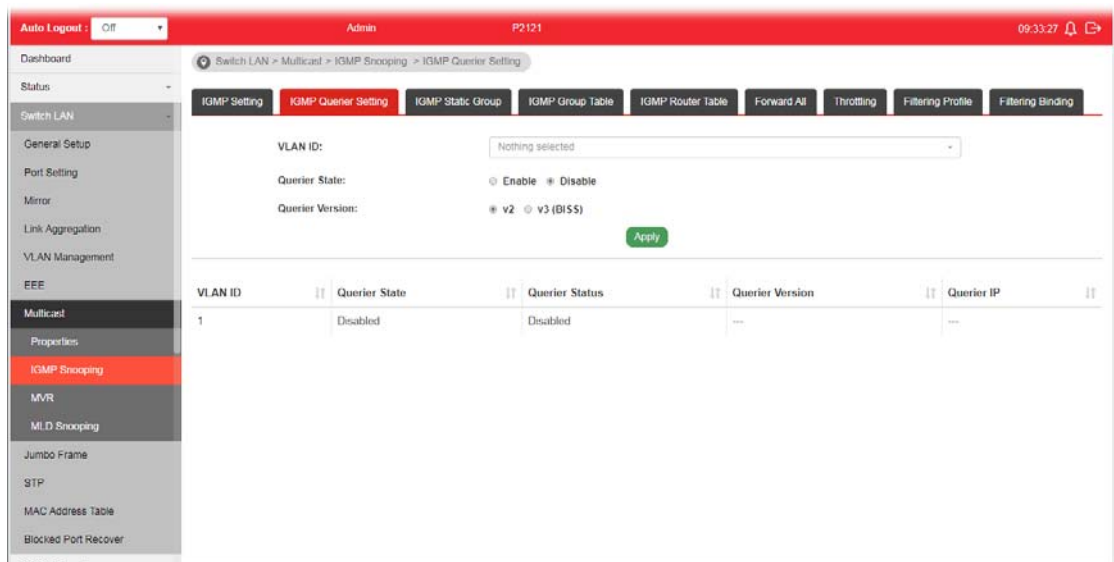 Auto Logout : Off Admin P2121 09:33:27
Dashboard
Status
Switch LAN
General Setup
Port Setting
Mirror
Link Aggregation
VLAN Management
EEE
Multicast
Properties
IGMP Snooping
MVR
MLD Snooping
Jumbo Frame
STP
MAC Address Table
Blocked Port Recover
Switch LAN > Multicast > IGMP Snooping > IGMP Querier Setting
IGMP Setting IGMP Querier Setting IGMP Static Group IGMP Group Table IGMP Router Table Forward All Throttling Filtering Profile Filtering Binding
VLAN ID: Nothing selected
Querier State: Enable Disable
Querier Version: v2 v3 (BISS)
Apply
VLAN ID Querier State Querier Status Querier Version Querier IP
1 Disabled Disabled --- ---